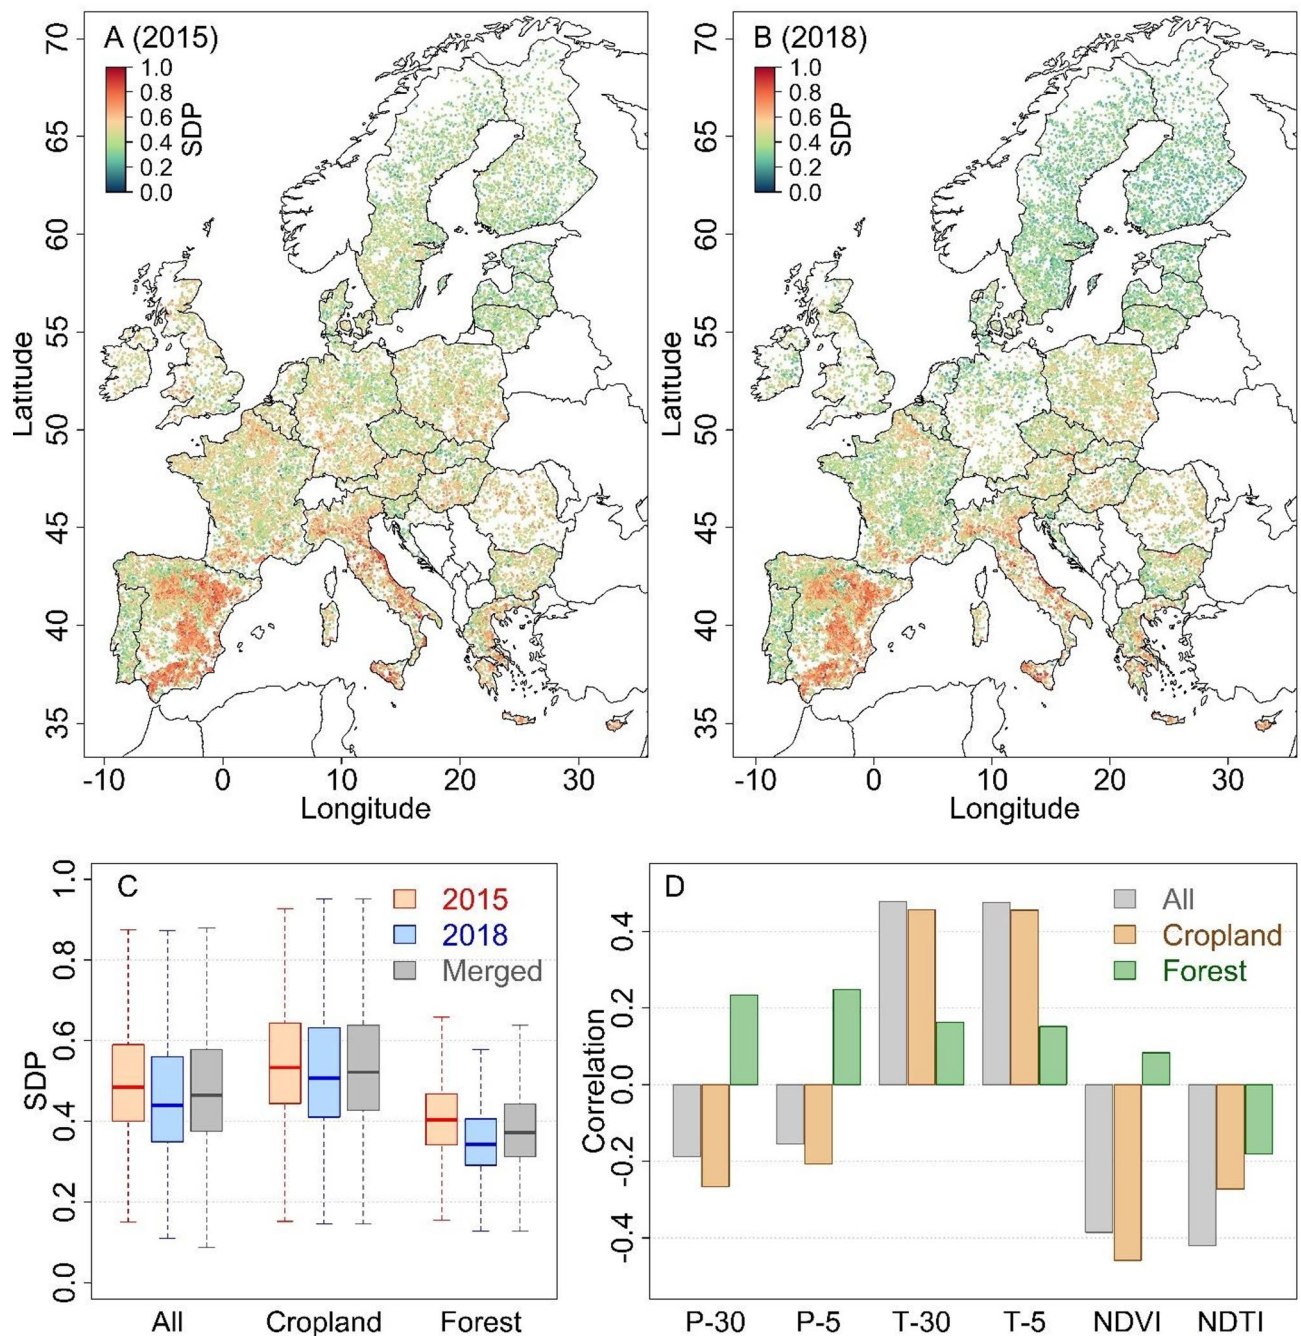 A (2015)
1.0
0.8
0.6
0.4
0.2
0.0
SDP
70
65
60
55
50
45
40
35
Latitude
-10
0
10
20
30
Longitude
B (2018)
1.0
0.8
0.6
0.4
0.2
0.0
SDP
70
65
60
55
50
45
40
35
Latitude
-10
0
10
20
30
Longitude
C
2015
2018
Merged
1.0
0.8
0.6
0.4
0.2
0.0
SDP
All
Cropland
Forest
D
All
Cropland
Forest
0.4
0.2
0.0
-0.2
-0.4
Correlation
P-30
P-5
T-30
T-5
NDVI
NDTI